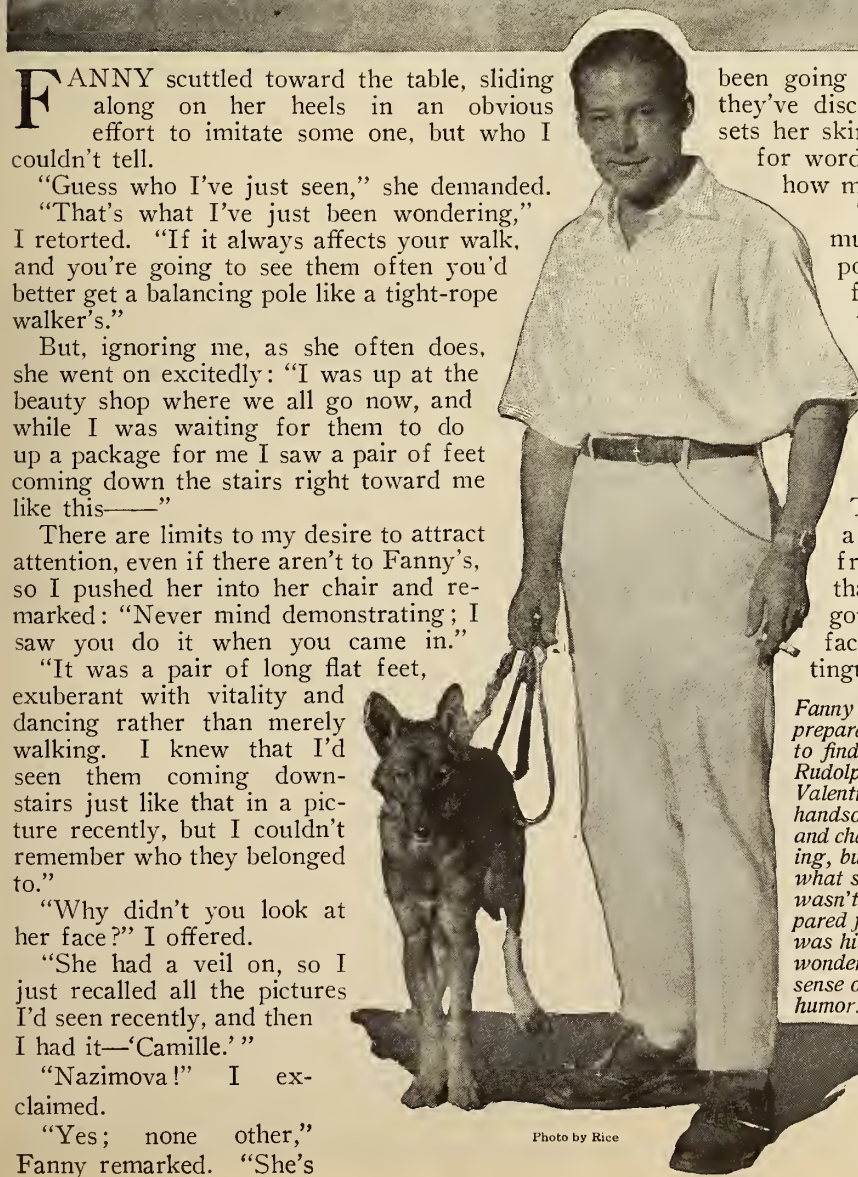 FANNY scuttled toward the table, sliding
along on her heels in an obvious
effort to imitate some one, but who I
couldn't tell.
"Guess who I've just seen," she demanded.
"That's what I've just been wondering,"
I retorted. "If it always affects your walk,
and you're going to see them often you'd
better get a balancing pole like a tight-rope
walker's."
But, ignoring me, as she often does,
she went on excitedly: "I was up at the
beauty shop where we all go now, and
while I was waiting for them to do
up a package for me I saw a pair of feet
coming down the stairs right toward me
like this——"
There are limits to my desire to attract
attention, even if there aren't to Fanny's,
so I pushed her into her chair and re-
marked: "Never mind demonstrating; I
saw you do it when you came in."
"It was a pair of long flat feet,
exuberant with vitality and
dancing rather than merely
walking. I knew that I'd
seen them coming down-
stairs just like that in a pic-
ture recently, but I couldn't
remember who they belonged
to."
"Why didn't you look at
her face?" I offered.
"She had a veil on, so I
just recalled all the pictures
I'd seen recently, and then
I had it—'Camille.'"
"Nazimova!" I ex-
claimed.
"Yes; none other,"
Fanny remarked. "She's
been going
they've disc
sets her
for word
how m
mu
po
f
T
a
fr
tha
gov
fac
tingu
Fanny
prepare
to find
Rudolp
Valenti
handso
and cha
ing, bu
what s
wasn't
pared
was hi
wonder
sense o
humor.
Photo by Rice